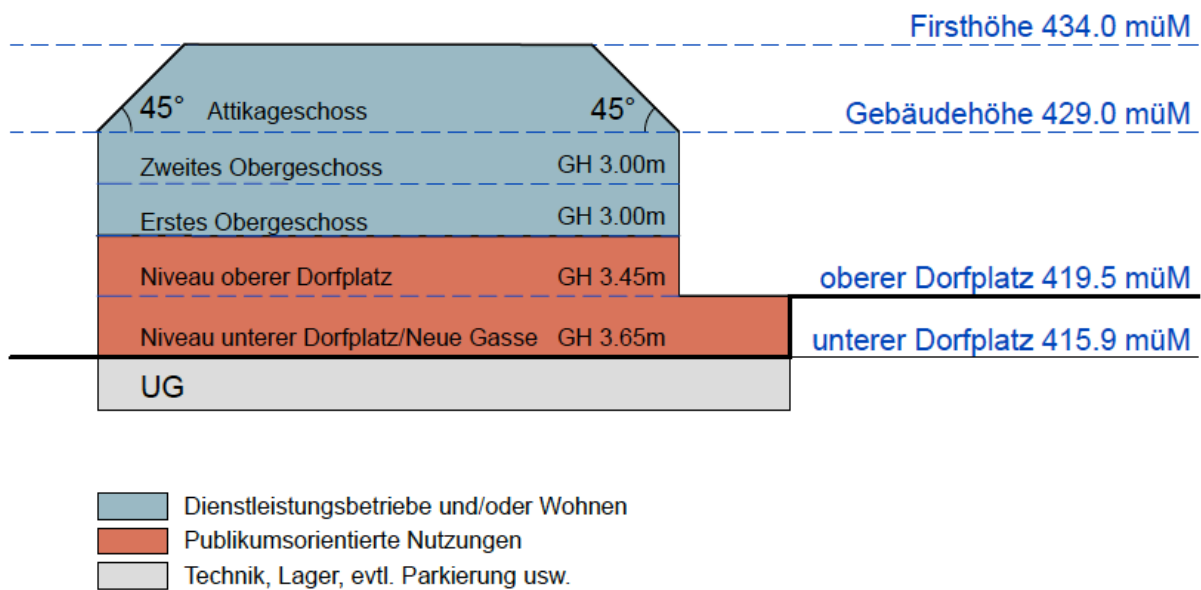 Firsthöhe 434.0 müM
45° Attikageschoss 45° Gebäudehöhe 429.0 müM
Zweites Obergeschoss GH 3.00m
Erstes Obergeschoss GH 3.00m
Niveau oberer Dorfplatz GH 3.45m oberer Dorfplatz 419.5 müM
Niveau unterer Dorfplatz/Neue Gasse GH 3.65m unterer Dorfplatz 415.9 müM
UG
Dienstleistungsbetriebe und/oder Wohnen
Publikumsorientierte Nutzungen
Technik, Lager, evtl. Parkierung usw.